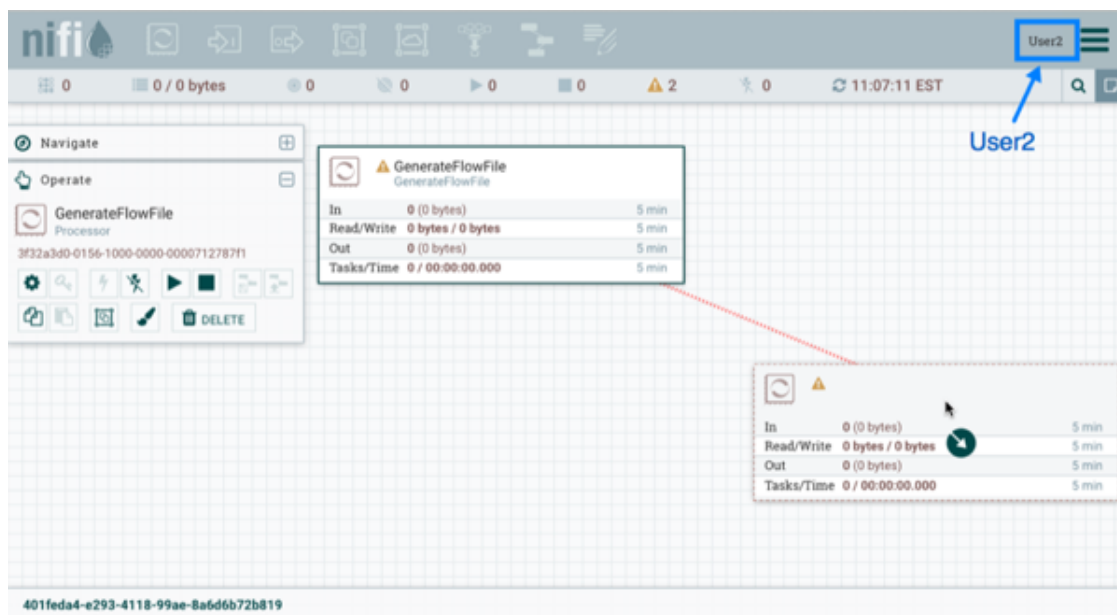 nifi
User2
0
0 / 0 bytes
0
0
0
0
2
0
11:07:11 EST
User2
Navigate
Operate
GenerateFlowFile
Processor
3f32a3d0-0156-1000-0000-0000712787f1
DELETE
GenerateFlowFile
GenerateFlowFile
In 0 (0 bytes) 5 min
Read/Write 0 bytes / 0 bytes 5 min
Out 0 (0 bytes) 5 min
Tasks/Time 0 / 00:00:00.000 5 min
In 0 (0 bytes) 5 min
Read/Write 0 bytes / 0 bytes 5 min
Out 0 (0 bytes) 5 min
Tasks/Time 0 / 00:00:00.000 5 min
401feda4-e293-4118-99ae-8a6d6b72b819